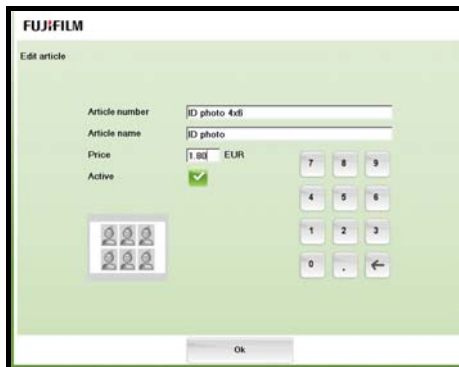 FUJIFILM
Edit article
Article number ID photo 4x6
Article name ID photo
Price 1.80 EUR
Active
7 8 9
4 5 6
1 2 3
0 . ←
Ok